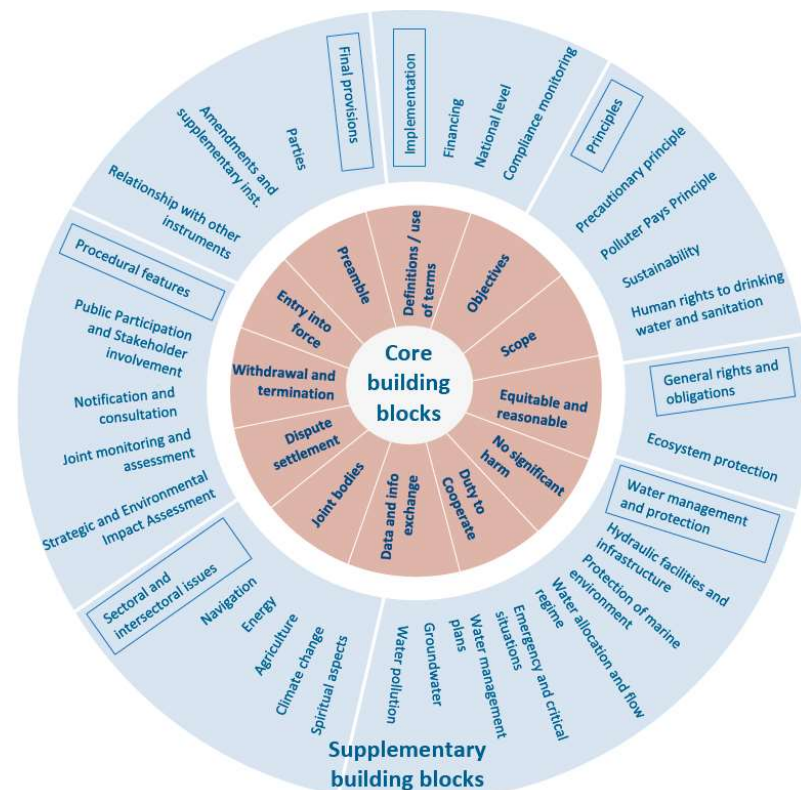 Final provisions
Parties
Amendments and
supplementary inst.
Relationship with other
instruments
Implementation
Financing
National level
Compliance monitoring
Principles
Precautionary principle
Polluter Pays Principle
Sustainability
Human rights to drinking
water and sanitation
General rights and
obligations
Ecosystem protection
Water management
and protection
Hydraulic facilities and
infrastructure
Protection of marine
environment
Water allocation and flow
regime
Emergency and critical
situations
Water management
plans
Groundwater
Water pollution
Sectoral and
intersectoral issues
Navigation
Energy
Agriculture
Climate change
Spiritual aspects
Procedural features
Public Participation
and Stakeholder
involvement
Notification and
consultation
Joint monitoring and
assessment
Strategic and Environmental
Impact Assessment
Core
building
blocks
Preamble
Definitions / use
of terms
Objectives
Scope
Equitable and
reasonable
No significant
harm
Duty to
Cooperate
Data and info
exchange
Joint bodies
Dispute
settlement
Withdrawal and
termination
Entry into
force
Supplementary
building blocks